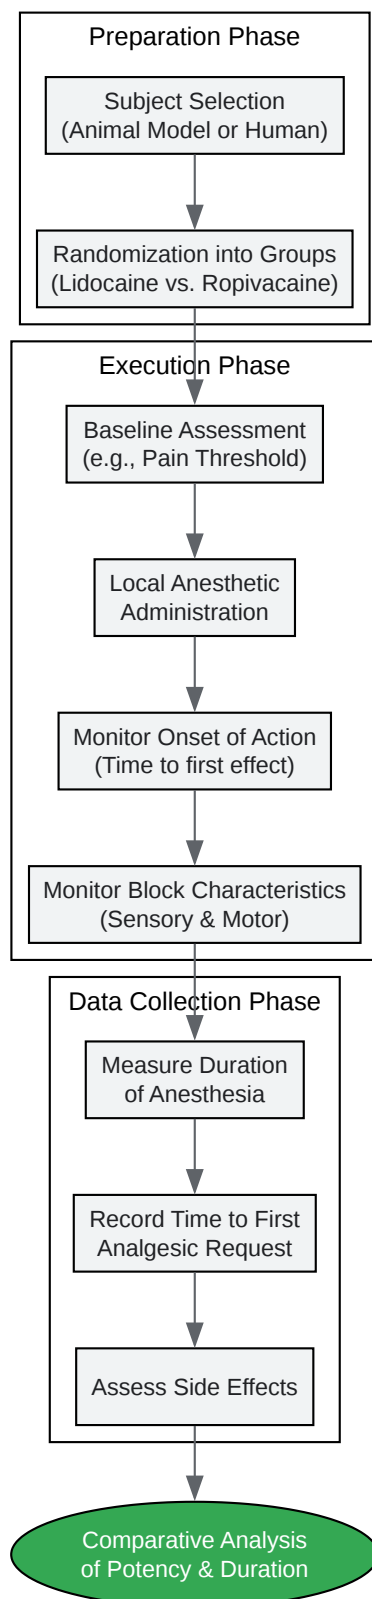 Preparation Phase
Subject Selection
(Animal Model or Human)
Randomization into Groups
(Lidocaine vs. Ropivacaine)
Execution Phase
Baseline Assessment
(e.g., Pain Threshold)
Local Anesthetic
Administration
Monitor Onset of Action
(Time to first effect)
Monitor Block Characteristics
(Sensory & Motor)
Data Collection Phase
Measure Duration
of Anesthesia
Record Time to First
Analgesic Request
Assess Side Effects
Comparative Analysis
of Potency & Duration